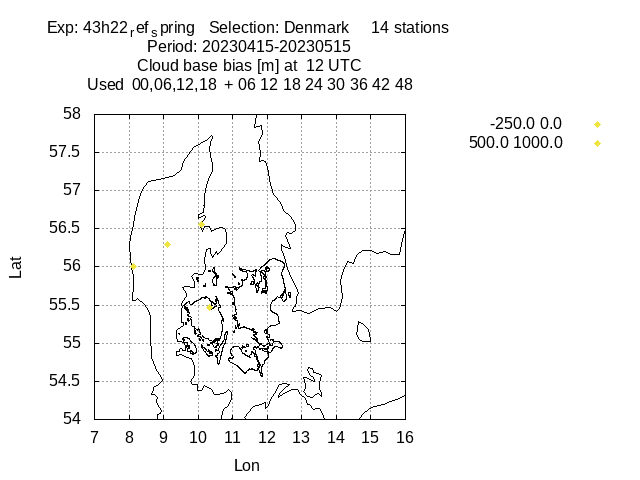 Exp: 43h22ref spring   Selection: Denmark     14 stations
Period: 20230415-20230515
Cloud base bias [m] at  12 UTC
Used  00,06,12,18  + 06 12 18 24 30 36 42 48
-250.0 0.0
500.0 1000.0
58
57.5
57
56.5
56
55.5
55
54.5
54
Lat
7 8 9 10 11 12 13 14 15 16
Lon